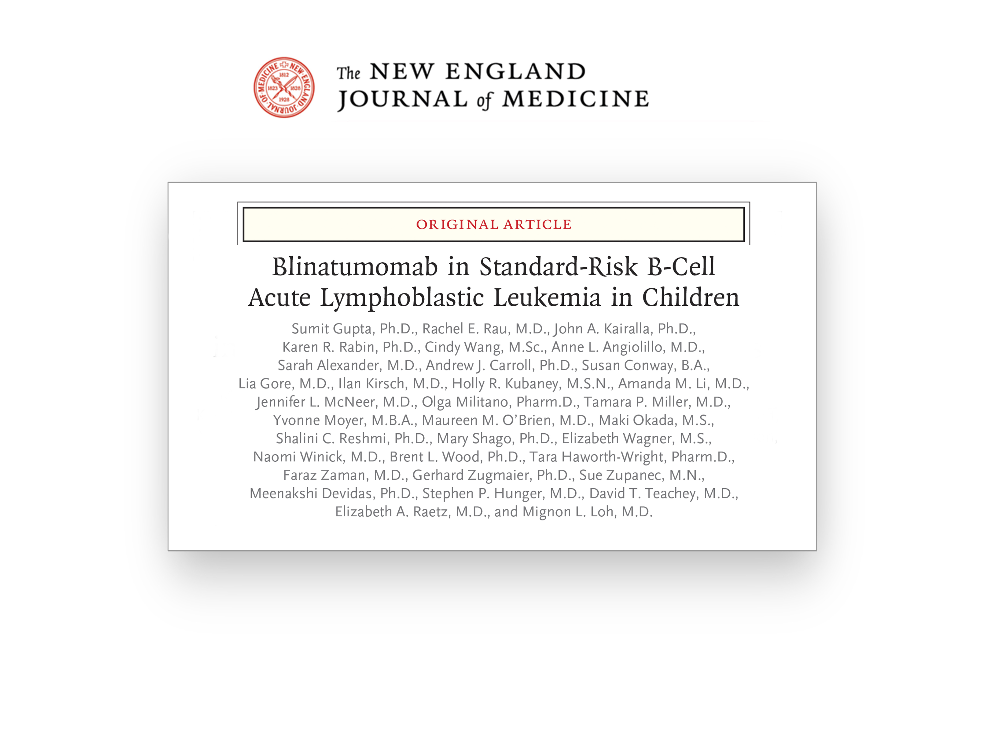 NEW·ENGLAND·JOURNAL·OF·MEDICINE
1812
1823 1828
1928
The NEW ENGLAND
JOURNAL of MEDICINE
ORIGINAL ARTICLE
Blinatumomab in Standard-Risk B-Cell
Acute Lymphoblastic Leukemia in Children
Sumit Gupta, Ph.D., Rachel E. Rau, M.D., John A. Kairalla, Ph.D.,
Karen R. Rabin, Ph.D., Cindy Wang, M.Sc., Anne L. Angiolillo, M.D.,
Sarah Alexander, M.D., Andrew J. Carroll, Ph.D., Susan Conway, B.A.,
Lia Gore, M.D., Ilan Kirsch, M.D., Holly R. Kubaney, M.S.N., Amanda M. Li, M.D.,
Jennifer L. McNeer, M.D., Olga Militano, Pharm.D., Tamara P. Miller, M.D.,
Yvonne Moyer, M.B.A., Maureen M. O’Brien, M.D., Maki Okada, M.S.,
Shalini C. Reshmi, Ph.D., Mary Shago, Ph.D., Elizabeth Wagner, M.S.,
Naomi Winick, M.D., Brent L. Wood, Ph.D., Tara Haworth-Wright, Pharm.D.,
Faraz Zaman, M.D., Gerhard Zugmaier, Ph.D., Sue Zupanec, M.N.,
Meenakshi Devidas, Ph.D., Stephen P. Hunger, M.D., David T. Teachey, M.D.,
Elizabeth A. Raetz, M.D., and Mignon L. Loh, M.D.